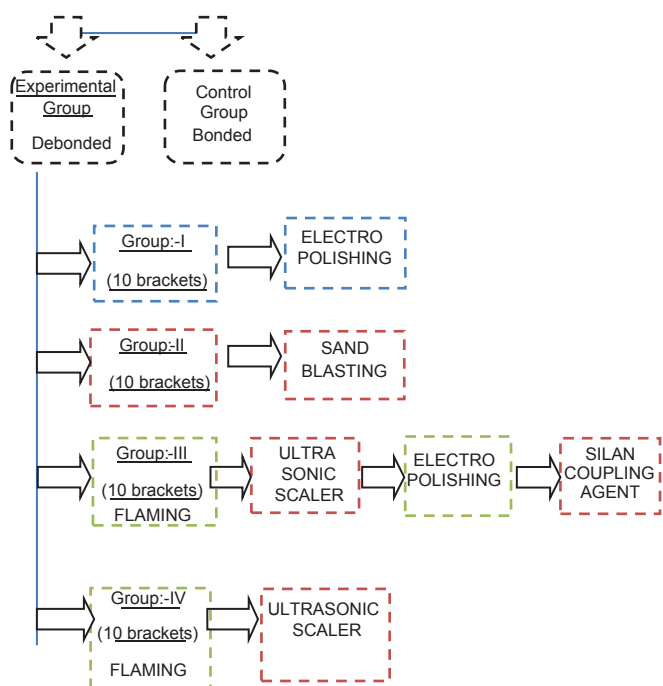 Experimental
Group
Debonded
Control
Group
Bonded
Group:-I
(10 brackets)
ELECTRO
POLISHING
Group:-II
(10 brackets)
SAND
BLASTING
Group:-III
(10 brackets)
FLAMING
ULTRA
SONIC
SCALER
ELECTRO
POLISHING
SILAN
COUPLING
AGENT
Group:-IV
(10 brackets)
FLAMING
ULTRASONIC
SCALER